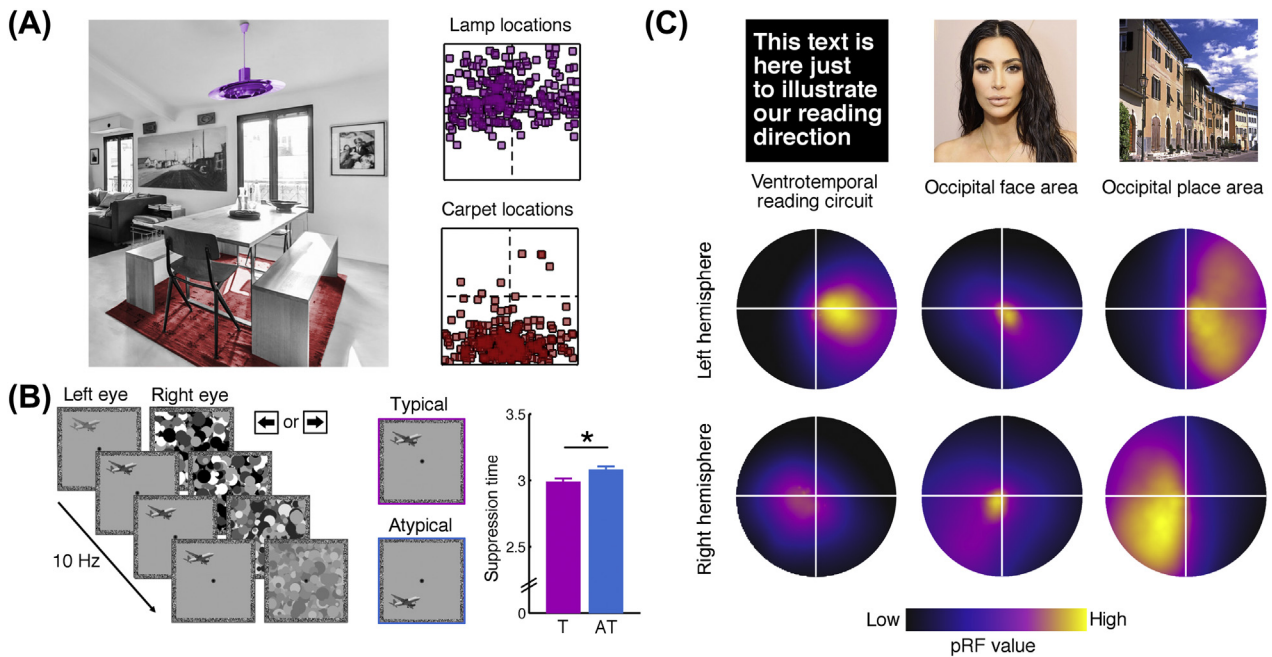 (A)
Lamp locations
Carpet locations
(B)
Left eye
Right eye
or
10 Hz
Typical
Atypical
Suppression time
3.5
3
2.5
0
*
T
AT
(C)
This text is
here just
to illustrate
our reading
direction
Ventrotemporal
reading circuit
Occipital face area
Occipital place area
Left hemisphere
Right hemisphere
Low
High
pRF value